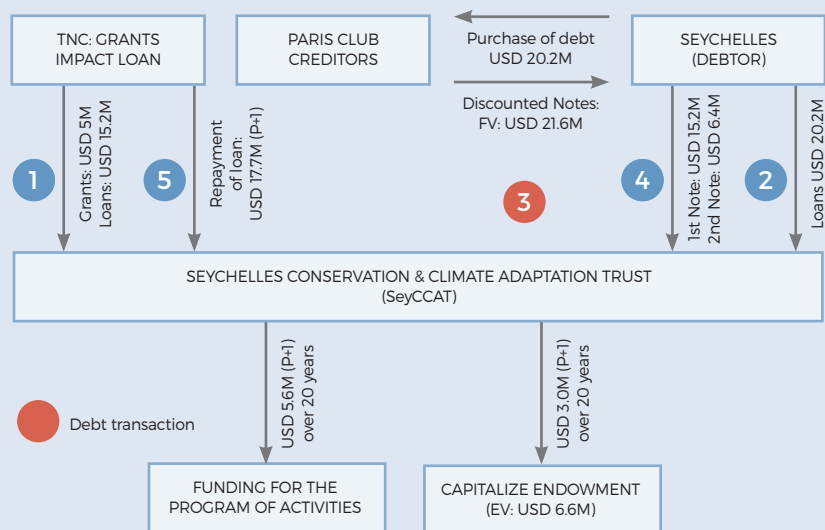 TNC: GRANTS
IMPACT LOAN
PARIS CLUB
CREDITORS
Purchase of debt
USD 20.2M
Discounted Notes:
FV: USD 21.6M
SEYCHELLES
(DEBTOR)
1
Grants: USD 5M
Loans: USD 15.2M
5
Repayment
of loan:
USD 17.7M (P+1)
3
4
1st Note: USD 15.2M
2nd Note: USD 6.4M
2
Loans USD 20.2M
SEYCHELLES CONSERVATION & CLIMATE ADAPTATION TRUST
(SeyCCAT)
USD 5.6M (P+1)
over 20 years
USD 3.0M (P+1)
over 20 years
Debt transaction
FUNDING FOR THE
PROGRAM OF ACTIVITIES
CAPITALIZE ENDOWMENT
(EV: USD 6.6M)